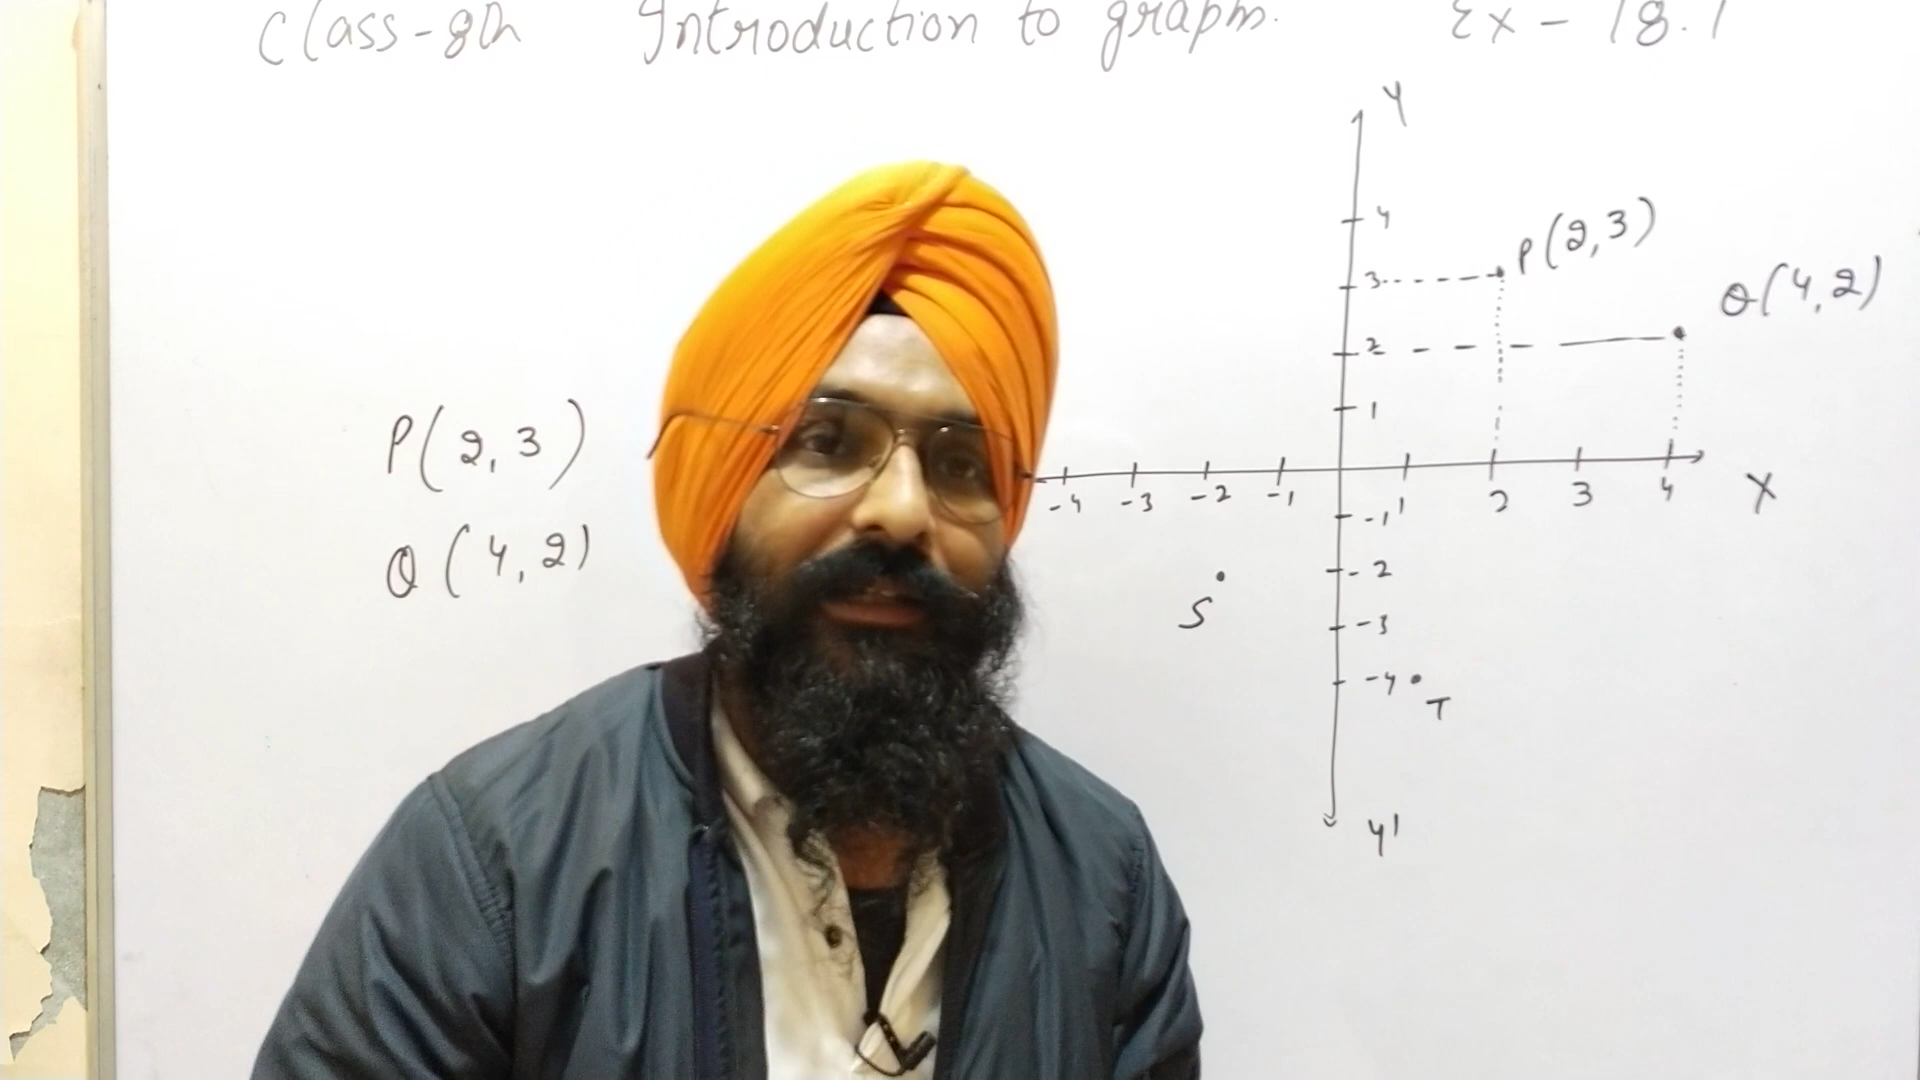 Class-8th Introduction to graph. Ex - 18.1
Y
4
3 P(2,3)
Q(4,2)
2
1
P(2,3)
-4 -3 -2 -1 1 2 3 4 X
-1
Q(4,2)
-2
S
-3
-4
T
Y'